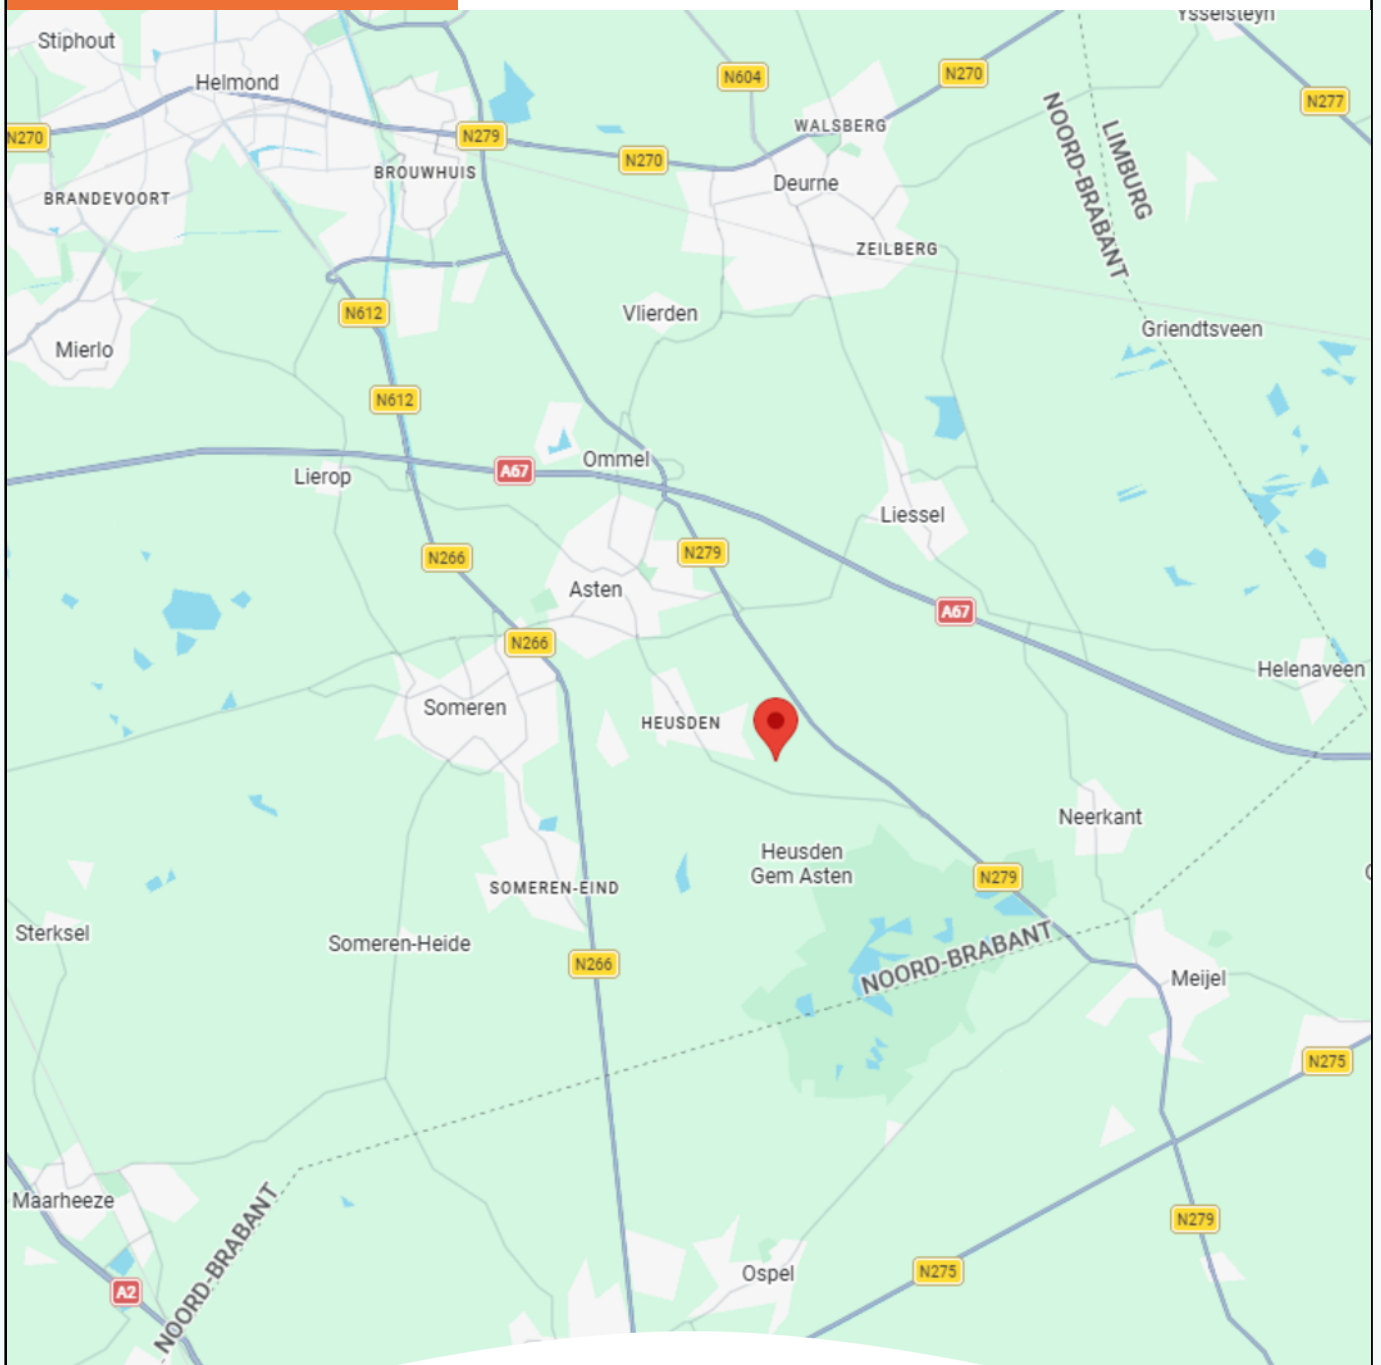 Ysselsteyn
Stiphout
Helmond
N604
N270
N277
N270
N279
WALSBERG
N270
NOORD-BRABANT
LIMBURG
BROUWHUIS
Deurne
BRANDEVOORT
ZEILBERG
N612
Vlierden
Griendtsveen
Mierlo
N612
Ommel
A67
Lierop
Liessel
N266
N279
Asten
A67
N266
Helenaveen
Someren
HEUSDEN
Neerkant
Heusden
Gem Asten
N279
SOMEREN-EIND
Sterksel
Someren-Heide
NOORD-BRABANT
N266
Meijel
N275
Maarheeze
N279
NOORD-BRABANT
Ospel
N275
A2